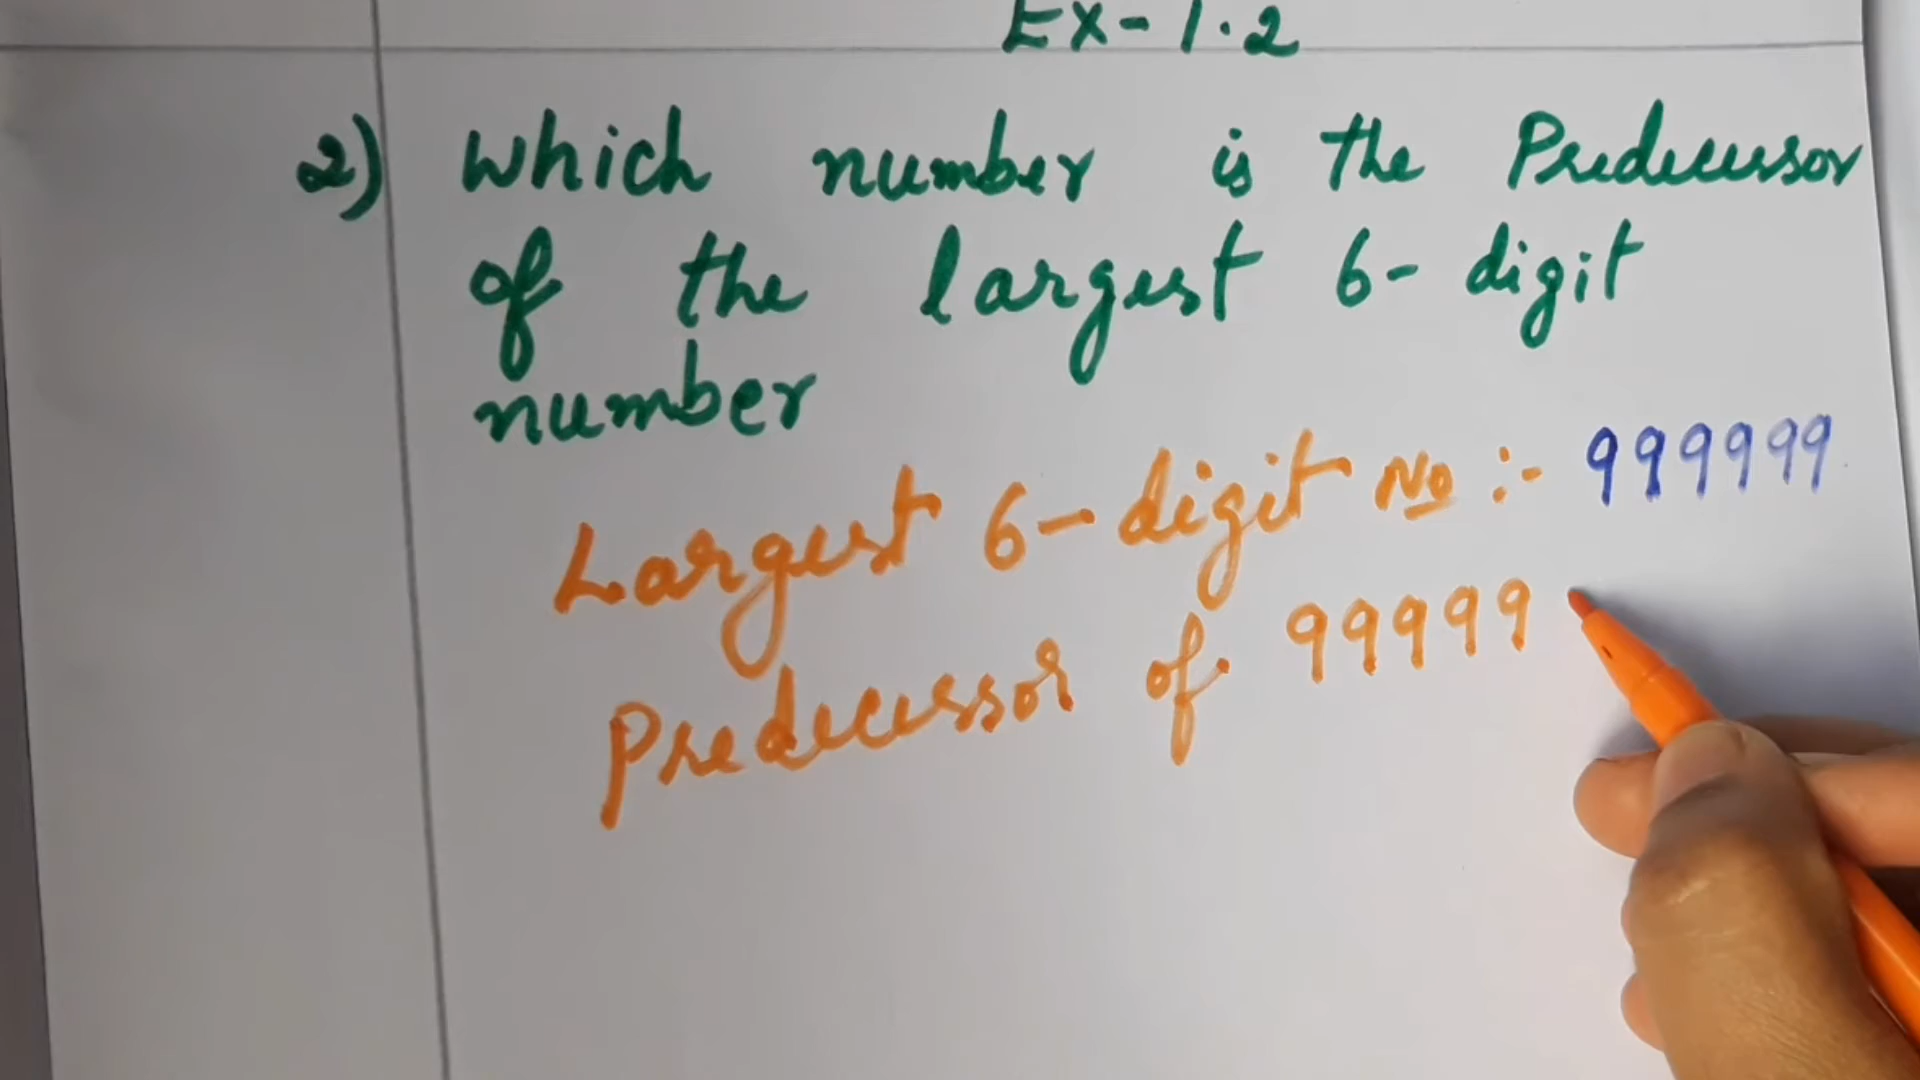 Ex-1.2
2) which number is the Predecessor
of the largest 6-digit
number
Largest 6-digit No :- 999999
Predecessor of 99999